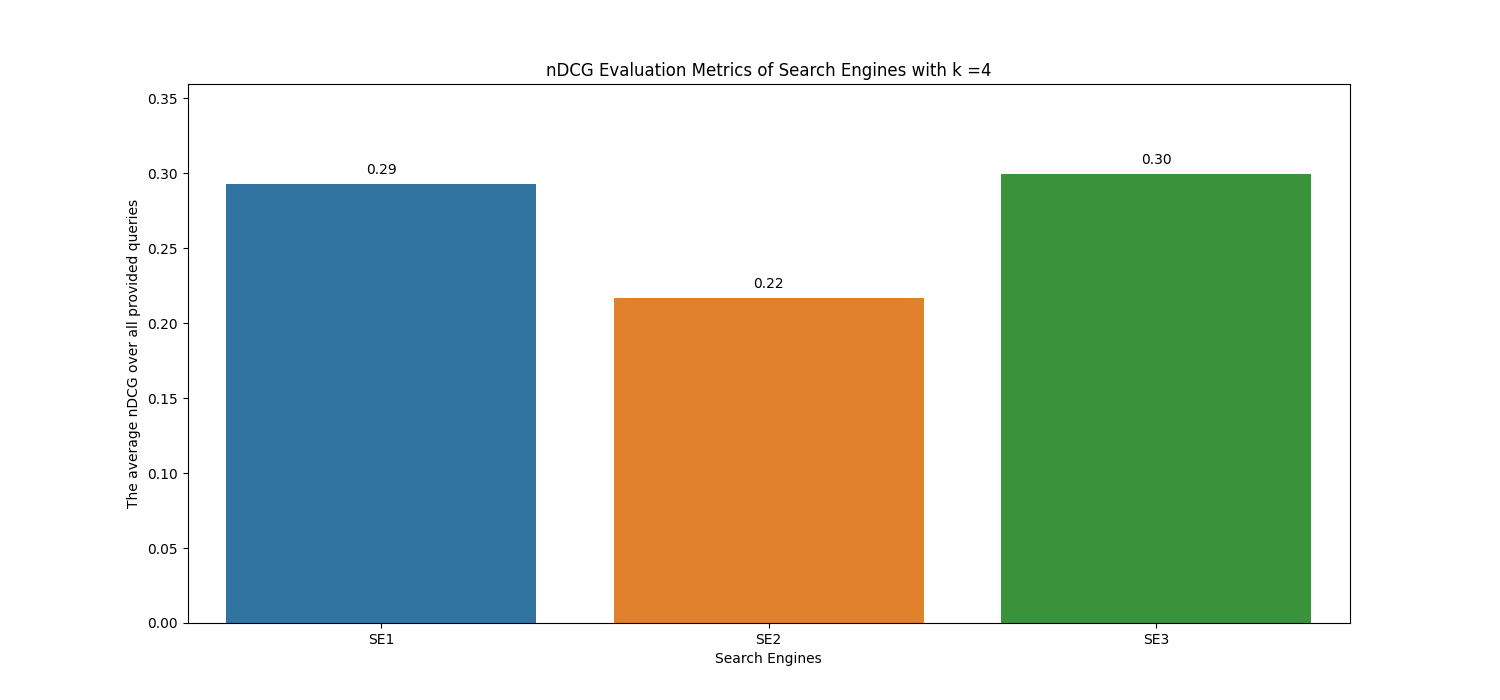 nDCG Evaluation Metrics of Search Engines with k =4
The average nDCG over all provided queries
0.35
0.30
0.25
0.20
0.15
0.10
0.05
0.00
0.29
0.22
0.30
SE1
SE2
SE3
Search Engines